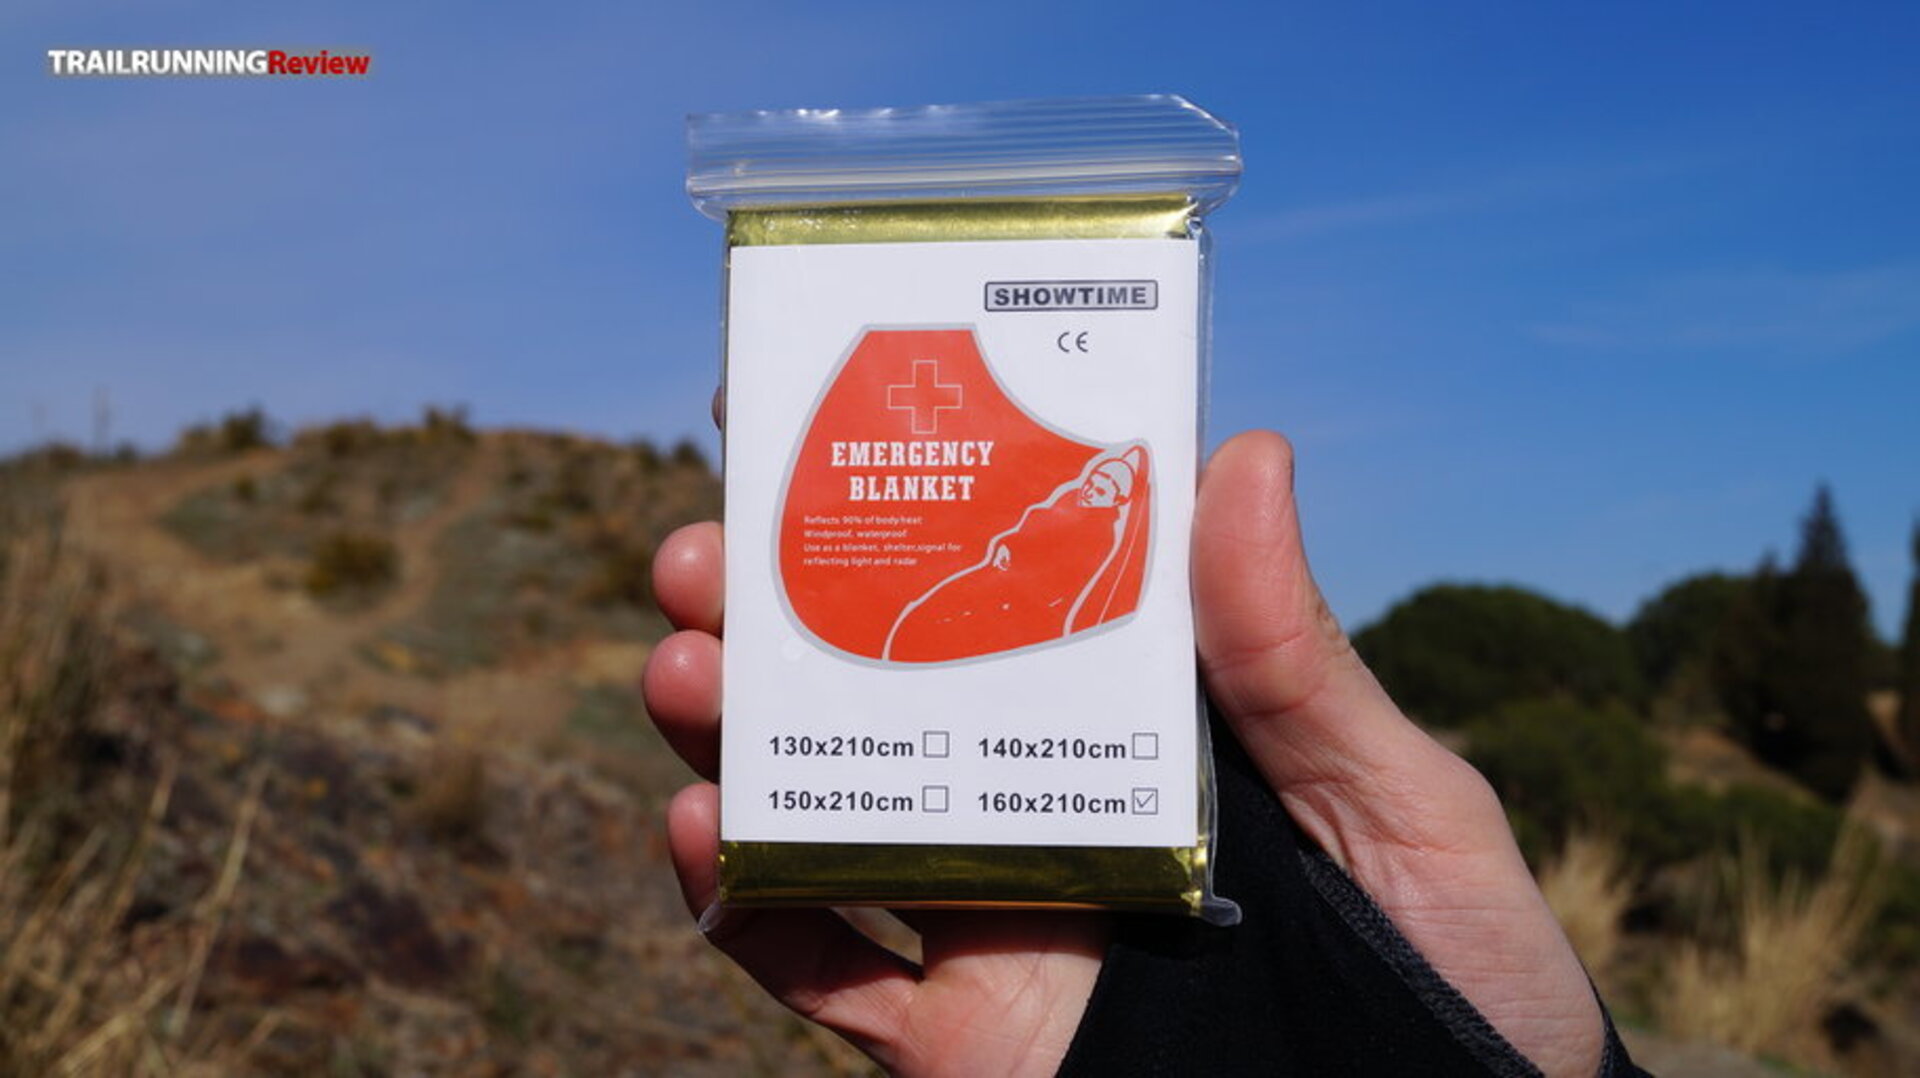 TRAILRUNNINGReview
SHOWTIME
CE
EMERGENCY
BLANKET
Reflects 90% of body heat
Windproof, waterproof
Use as a blanket, shelter,signal for
reflecting light and radar
130x210cm
140x210cm
150x210cm
160x210cm